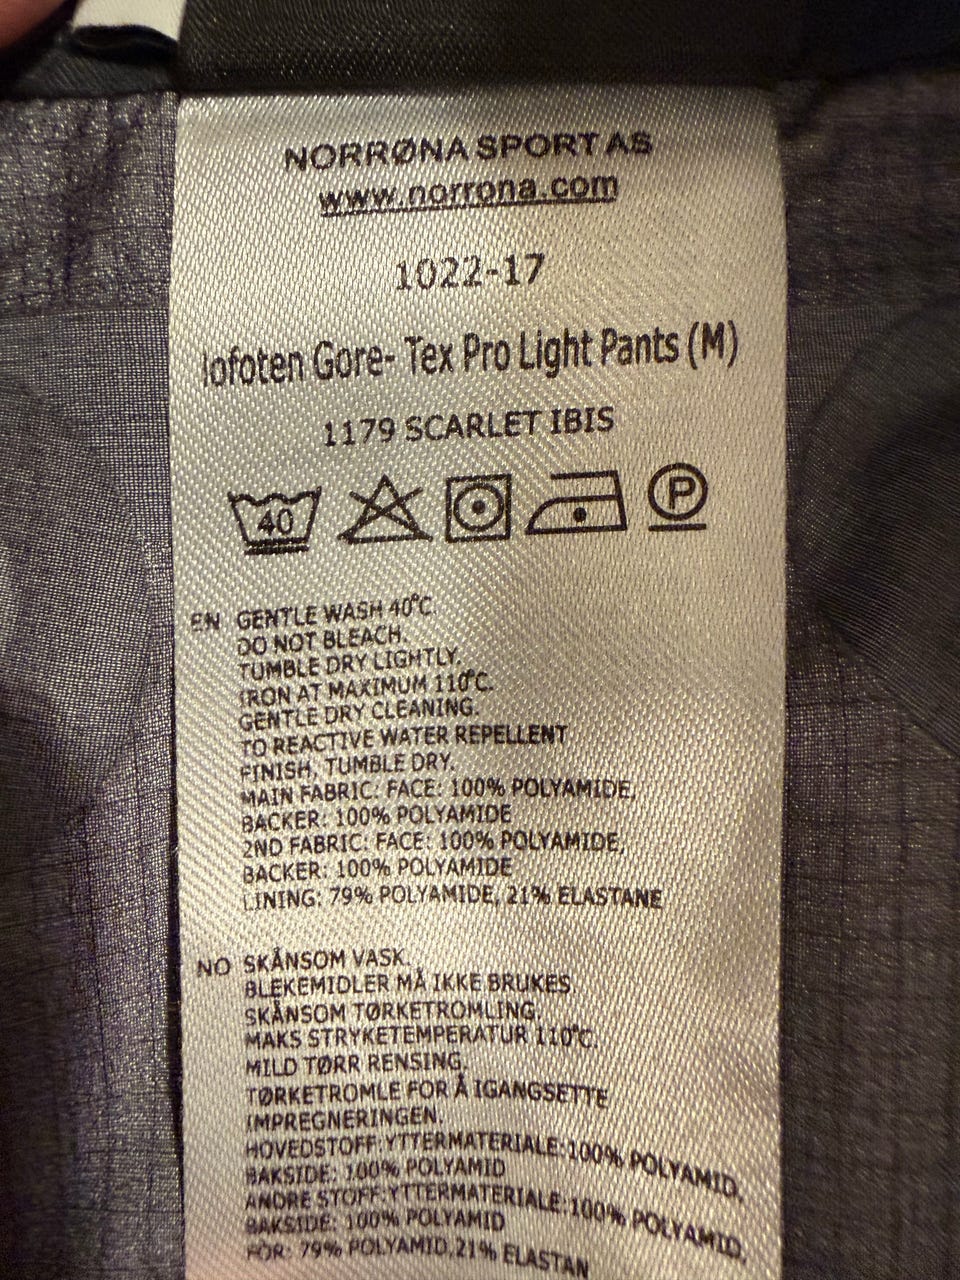 NORRØNA SPORT AS
www.norrona.com
1022-17
lofoten Gore- Tex Pro Light Pants (M)
1179 SCARLET IBIS
40 P
EN GENTLE WASH 40°C.
DO NOT BLEACH.
TUMBLE DRY LIGHTLY.
IRON AT MAXIMUM 110°C.
GENTLE DRY CLEANING.
TO REACTIVE WATER REPELLENT
FINISH, TUMBLE DRY.
MAIN FABRIC: FACE: 100% POLYAMIDE,
BACKER: 100% POLYAMIDE
2ND FABRIC: FACE: 100% POLYAMIDE,
BACKER: 100% POLYAMIDE
LINING: 79% POLYAMIDE, 21% ELASTANE
NO SKÅNSOM VASK.
BLEKEMIDLER MÅ IKKE BRUKES.
SKÅNSOM TØRKETROMLING.
MAKS STRYKETEMPERATUR 110°C.
MILD TØRR RENSING.
TØRKETROMLE FOR Å IGANGSETTE
IMPREGNERINGEN.
HOVEDSTOFF:YTTERMATERIALE:100% POLYAMID.
BAKSIDE: 100% POLYAMID
ANDRE STOFF:YTTERMATERIALE:100% POLYAMID.
BAKSIDE: 100% POLYAMID
FÔR: 79% POLYAMID,21% ELASTAN